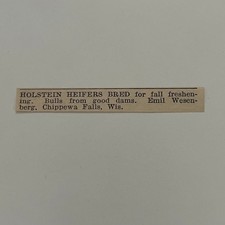 HOLSTEIN HEIFERS BRED for fall freshen-
ing. Bulls from good dams. Emil Wesen-
berg, Chippewa Falls, Wis.